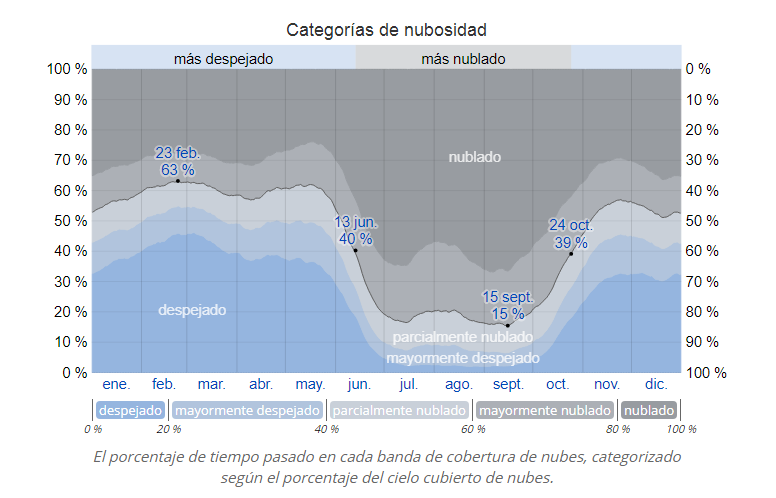 Categorías de nubosidad
más despejado más nublado
100 % 0 %
90 % 10 %
80 % 20 %
70 % 30 %
60 % 40 %
50 % 50 %
40 % 60 %
30 % 70 %
20 % 80 %
10 % 90 %
0 % 100 %
nublado
23 feb.
63 %
13 jun.
40 %
24 oct.
39 %
15 sept.
15 %
despejado
parcialmente nublado
mayormente despejado
ene. feb. mar. abr. may. jun. jul. ago. sept. oct. nov. dic.
despejado mayormente despejado parcialmente nublado mayormente nublado nublado
0 % 20 % 40 % 60 % 80 % 100 %
El porcentaje de tiempo pasado en cada banda de cobertura de nubes, categorizado
según el porcentaje del cielo cubierto de nubes.